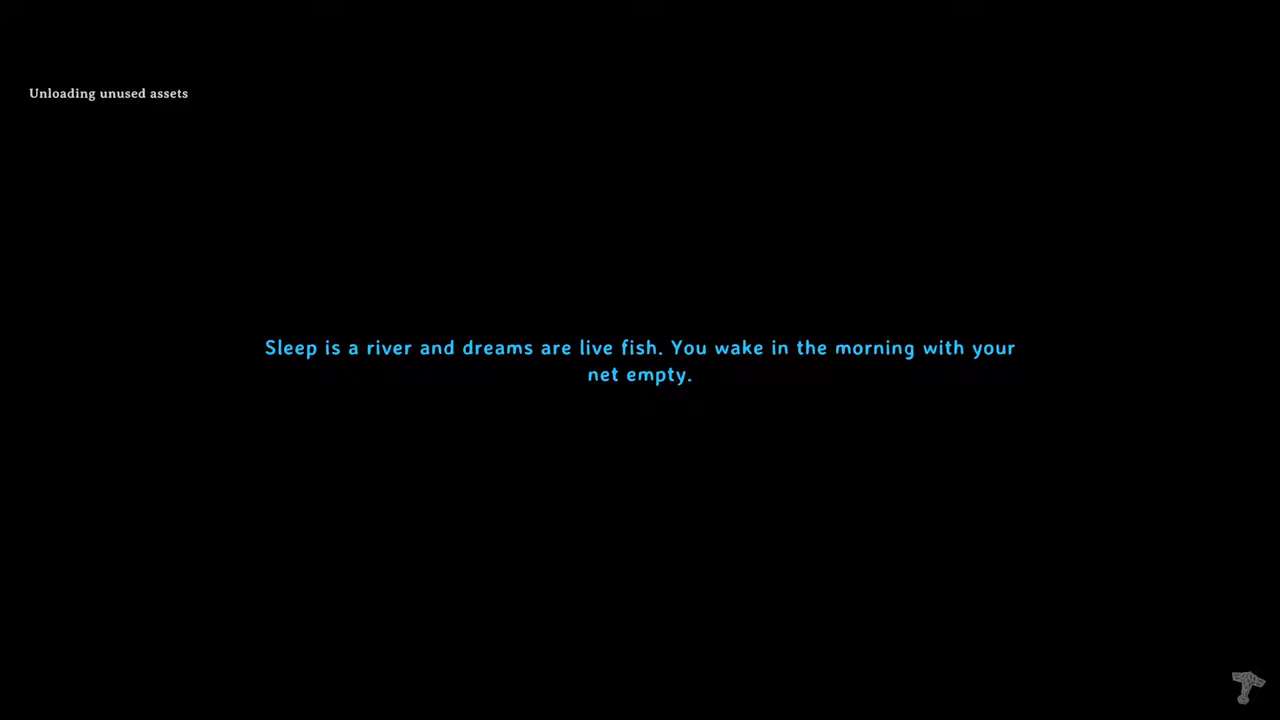 Unloading unused assets
Sleep is a river and dreams are live fish. You wake in the morning with your
net empty.